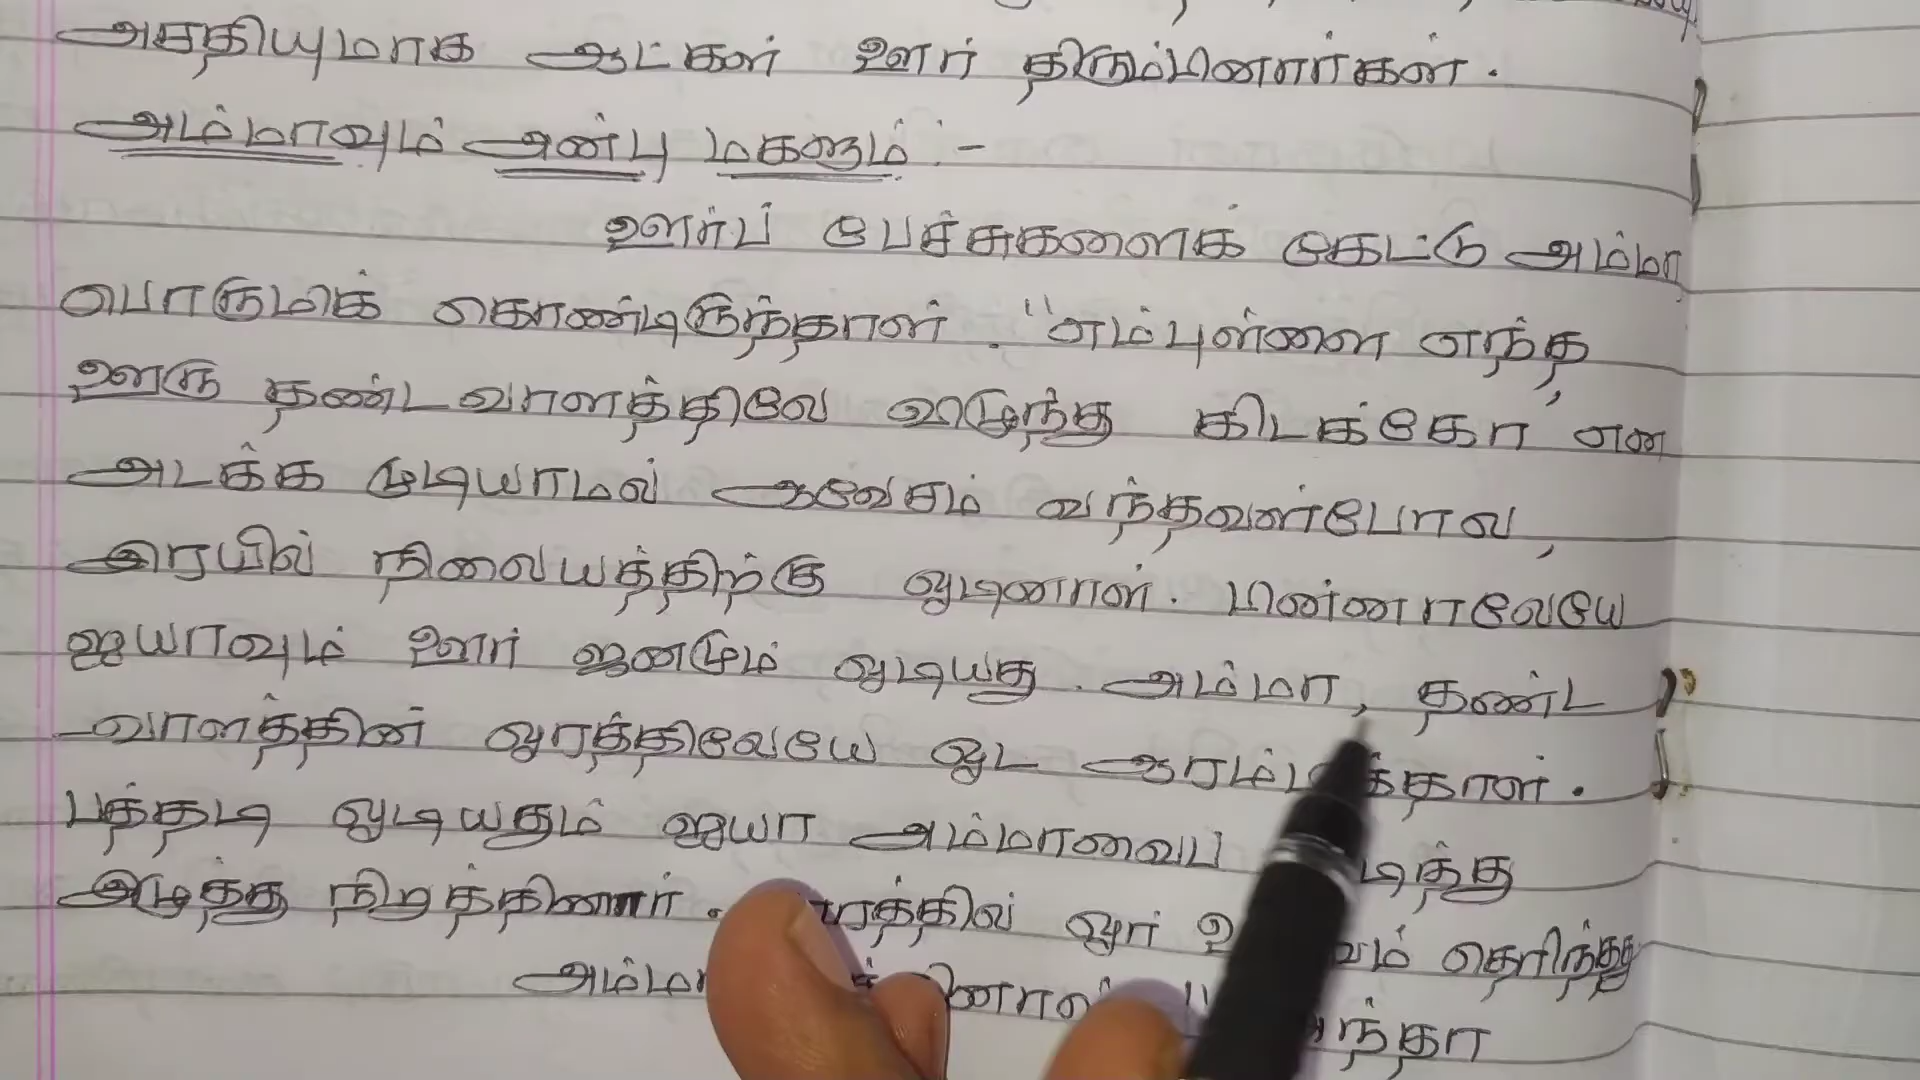 அசதியுமாக ஆட்கள் ஊர் திரும்பினார்கள்.
அம்மாவும் அன்பு மகனும் :-
ஊர்ப் பேச்சுகளைக் கேட்டு அம்மா
பொருமிக் கொண்டிருந்தாள். "எம்புள்ளை எந்த
ஊரு தண்டவாளத்திலே விழுந்து கிடக்கோ' என
அடக்க முடியாமல் ஆவேசம் வந்தவள்போல,
இரயில் நிலையத்திற்கு ஓடினாள். பின்னாலேயே
ஐயாவும் ஊர் ஜனமும் ஓடியது. அம்மா, தண்ட
வாளத்தின் ஓரத்திலேயே ஓட ஆரம்பித்தாள்.
பத்தடி ஓடியதும் ஐயா அம்மாவைப்
இழுத்து நிறுத்தினார். ஓர் தெரிந்தது